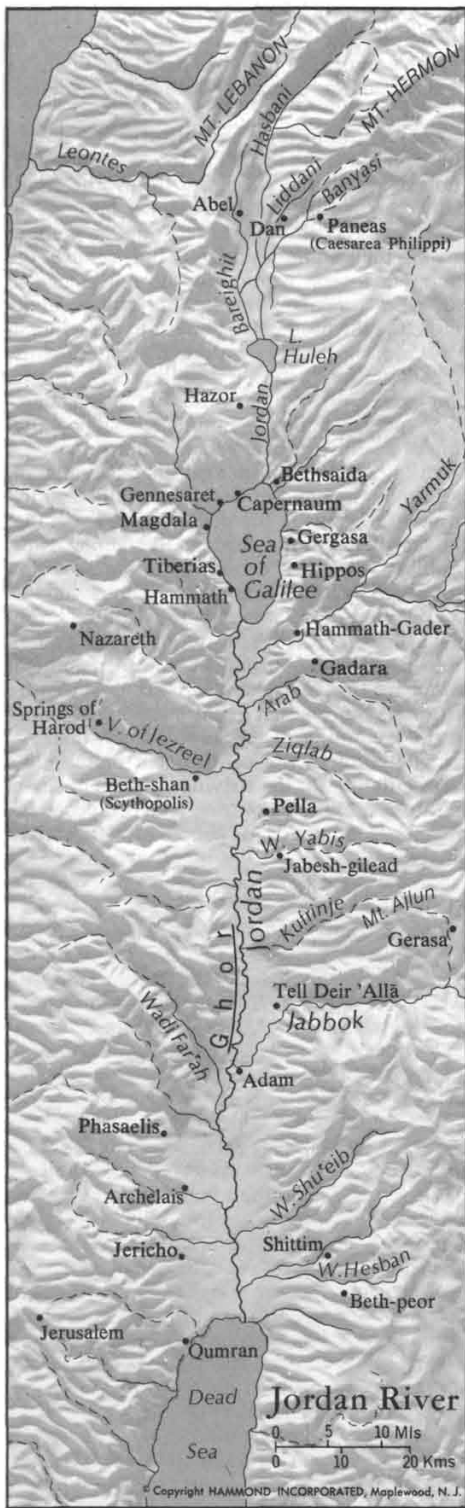 MT. LEBANON
Hasbani
MT. HERMON
Leontes
Liddani
Banyasi
Abel
Dan
Paneas
(Caesarea Philippi)
Bareighit
L.
Huleh
Hazor
Jordan
Bethsaida
Gennesaret
Capernaum
Yarmuk
Magdala
Sea
of
Galilee
Gergasa
Tiberias
Hippos
Hammath
Nazareth
Hammath-Gader
Gadara
'Arab
Springs of
Harod
V. of Jezreel
Ziqlab
Beth-shan
(Scythopolis)
Pella
W. Yabis
Jabesh-gilead
Jordan
Ghor
Kufrinje
Mt. Ajlun
Gerasa
Tell Deir 'Allā
Jabbok
Wadi Far'ah
Adam
Phasaelis
W. Shu'eib
Archelais
Shittim
Jericho
W. Hesban
Beth-peor
Jerusalem
Qumran
Dead
Sea
Jordan River
0 5 10 Mls
0 10 20 Kms
© Copyright HAMMOND INCORPORATED, Maplewood, N. J.